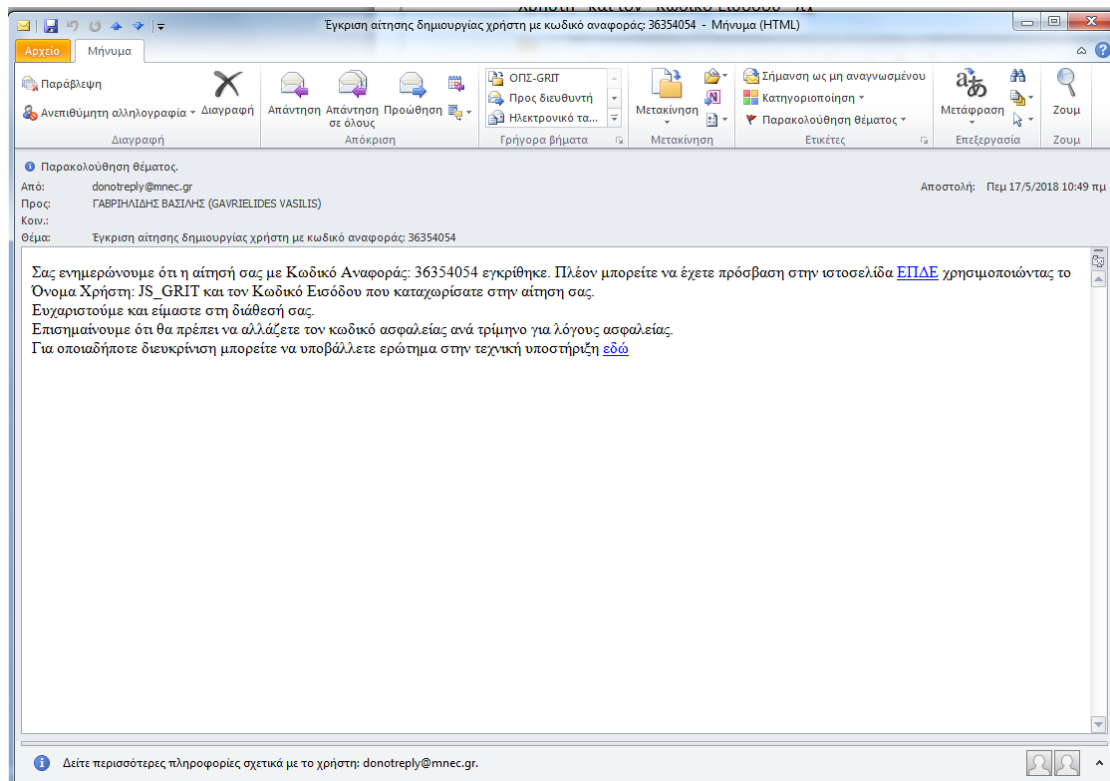 Έγκριση αίτησης δημιουργίας χρήστη με κωδικό αναφοράς: 36354054 - Μήνυμα (HTML)
Αρχείο Μήνυμα
Παράβλεψη
Ανεπιθύμητη αλληλογραφία
Διαγραφή
Απάντηση Απάντηση σε όλους Προώθηση
ΟΠΣ-GRIT
Προς διευθυντή
Ηλεκτρονικό τα...
Μετακίνηση
Σήμανση ως μη αναγνωσμένου
Κατηγοριοποίηση
Παρακολούθηση θέματος
Μετάφραση
Ζουμ
Διαγραφή Απόκριση Γρήγορα βήματα Μετακίνηση Ετικέτες Επεξεργασία Ζουμ
Παρακολούθηση θέματος.
Από: donotreply@mnec.gr Αποστολή: Πεμ 17/5/2018 10:49 πμ
Προς: ΓΑΒΡΙΗΛΙΔΗΣ ΒΑΣΙΛΗΣ (GAVRIELIDES VASILIS)
Κοιν.:
Θέμα: Έγκριση αίτησης δημιουργίας χρήστη με κωδικό αναφοράς: 36354054
Σας ενημερώνουμε ότι η αίτησή σας με Κωδικό Αναφοράς: 36354054 εγκρίθηκε. Πλέον μπορείτε να έχετε πρόσβαση στην ιστοσελίδα ΕΠΔΕ χρησιμοποιώντας το
Όνομα Χρήστη: JS_GRIT και τον Κωδικό Εισόδου που καταχωρίσατε στην αίτηση σας.
Ευχαριστούμε και είμαστε στη διάθεσή σας.
Επισημαίνουμε ότι θα πρέπει να αλλάζετε τον κωδικό ασφαλείας ανά τρίμηνο για λόγους ασφαλείας.
Για οποιαδήποτε διευκρίνιση μπορείτε να υποβάλλετε ερώτημα στην τεχνική υποστήριξη εδώ
Δείτε περισσότερες πληροφορίες σχετικά με το χρήστη: donotreply@mnec.gr.